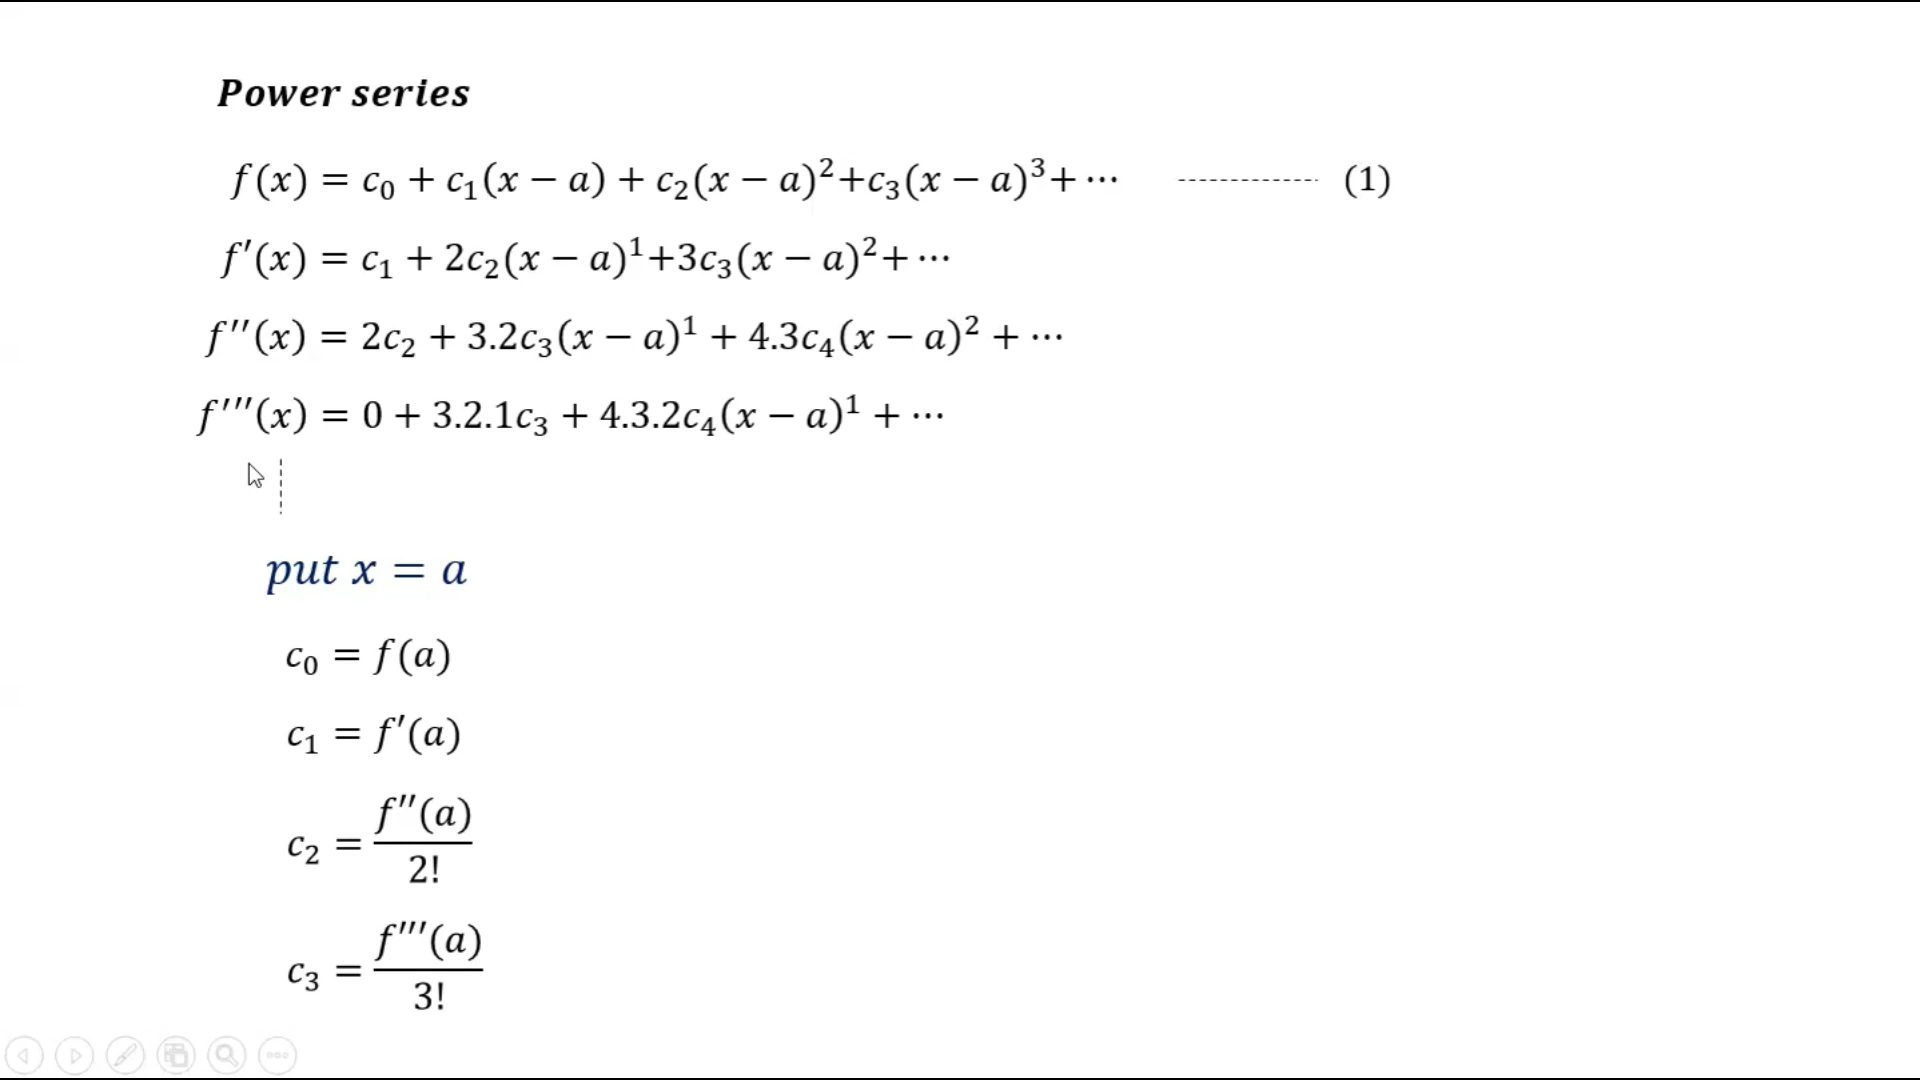 Power series
f(x) = c₀ + c₁(x − a) + c₂(x − a)²+c₃(x − a)³+ ⋯ ------------- (1)
f′(x) = c₁ + 2c₂(x − a)¹+3c₃(x − a)²+ ⋯
f′′(x) = 2c₂ + 3.2c₃(x − a)¹ + 4.3c₄(x − a)² + ⋯
f′′′(x) = 0 + 3.2.1c₃ + 4.3.2c₄(x − a)¹ + ⋯
put x = a
c₀ = f(a)
c₁ = f′(a)
c₂ = f′′(a)/2!
c₃ = f′′′(a)/3!